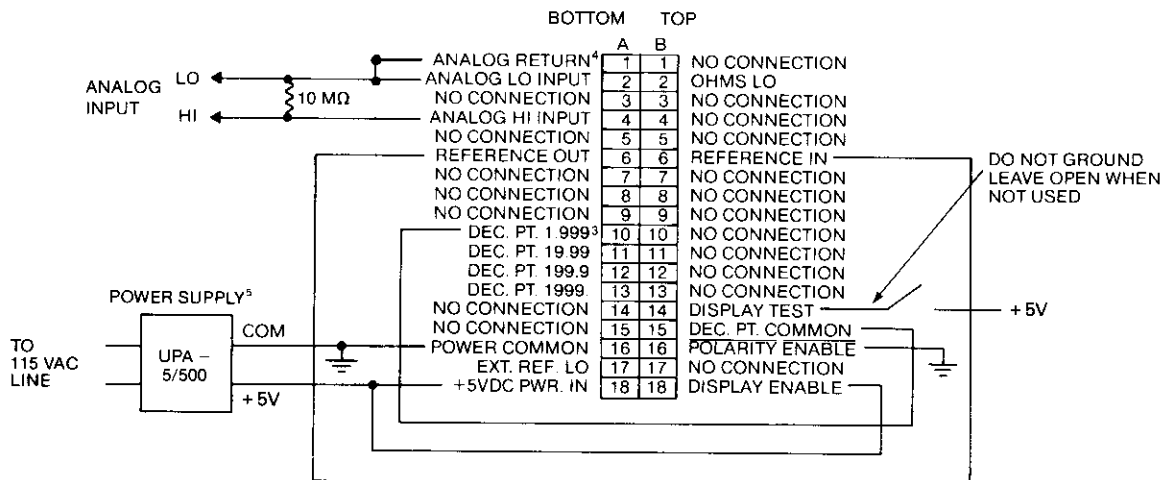 BOTTOM TOP
A B
ANALOG RETURN⁴ 1 1 NO CONNECTION
ANALOG LO INPUT 2 2 OHMS LO
NO CONNECTION 3 3 NO CONNECTION
ANALOG HI INPUT 4 4 NO CONNECTION
NO CONNECTION 5 5 NO CONNECTION
REFERENCE OUT 6 6 REFERENCE IN
NO CONNECTION 7 7 NO CONNECTION
NO CONNECTION 8 8 NO CONNECTION
NO CONNECTION 9 9 NO CONNECTION
DEC. PT. 1.999³ 10 10 NO CONNECTION
DEC. PT. 19.99 11 11 NO CONNECTION
DEC. PT. 199.9 12 12 NO CONNECTION
DEC. PT. 1999. 13 13 NO CONNECTION
NO CONNECTION 14 14 DISPLAY TEST
NO CONNECTION 15 15 DEC. PT. COMMON
POWER COMMON 16 16 POLARITY ENABLE
EXT. REF. LO 17 17 NO CONNECTION
+5VDC PWR. IN 18 18 DISPLAY ENABLE
ANALOG
INPUT
LO
HI
10 MΩ
DO NOT GROUND
LEAVE OPEN WHEN
NOT USED
+5V
POWER SUPPLY⁵
TO
115 VAC
LINE
UPA –
5/500
COM
+5V